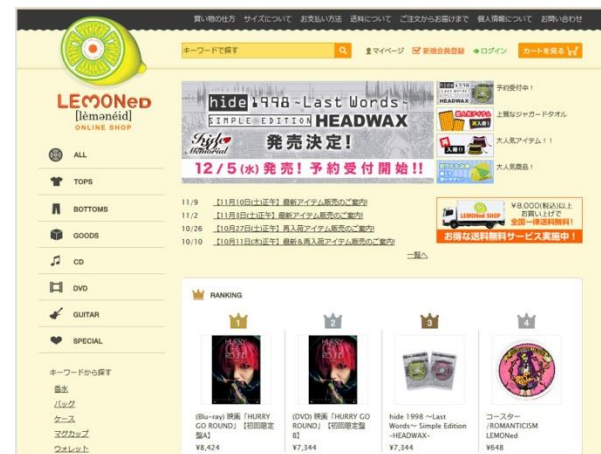 買い物の仕方 サイズについて お支払い方法 送料について ご注文からお届けまで 個人情報について お問い合わせ
キーワードで探す
マイページ 新規会員登録 ログイン カートを見る
LEMONeD
[lèmənéid]
ONLINE SHOP
ALL
TOPS
BOTTOMS
GOODS
CD
DVD
GUITAR
SPECIAL
キーワードから探す
香水
バッグ
ケース
マグカップ
ウォレット
hide 1998 ~Last Words~
SIMPLE EDITION HEADWAX
hide Memorial
発売決定!
12/5(水)発売!予約受付開始!!
予約受付中!
上質なジャガードタオル
大人気アイテム!!
大人気商品!
11/9 【11月10日(土)正午】最新アイテム販売のご案内!
11/2 【11月3日(土)正午】最新アイテム販売のご案内!
10/26 【10月27日(土)正午】再入荷アイテム販売のご案内!
10/10 【10月11日(木)正午】最新&再入荷アイテム販売のご案内!
一覧へ
LEMONeD SHOP
¥8,000(税込)以上
お買い上げで
全国一律送料無料!
お得な送料無料サービス実施中!
RANKING
1
2
3
4
HURRY GO ROUND
HURRY GO ROUND
(Blu-ray) 映画「HURRY
GO ROUND」【初回限定
盤A】
¥8,424
(DVD) 映画「HURRY GO
ROUND」【初回限定盤
B】
¥7,344
hide 1998 〜Last
Words〜 Simple Edition
-HEADWAX-
¥7,344
コースター
/ROMANTICISM
LEMONed
¥648